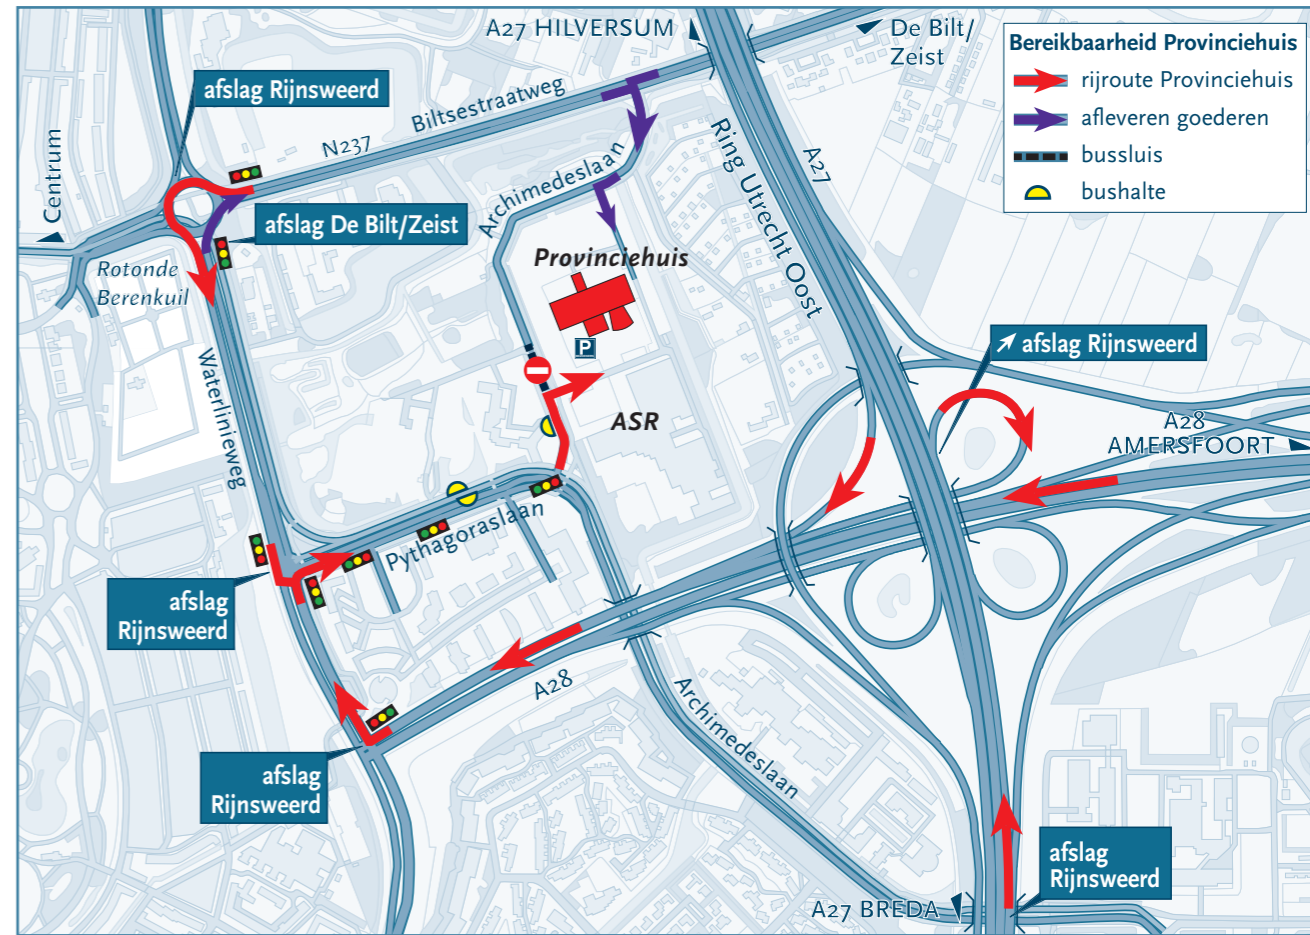 A27 HILVERSUM
De Bilt/
Zeist
Bereikbaarheid Provinciehuis
rijroute Provinciehuis
afleveren goederen
bussluis
bushalte
afslag Rijnsweerd
Biltsestraatweg
N237
Centrum
afslag De Bilt/Zeist
Rotonde
Berenkuil
Archimedeslaan
Ring Utrecht Oost
A27
Provinciehuis
P
ASR
Waterlinieweg
afslag Rijnsweerd
A28
AMERSFOORT
Pythagoraslaan
afslag
Rijnsweerd
A28
Archimedeslaan
afslag
Rijnsweerd
afslag
Rijnsweerd
A27 BREDA